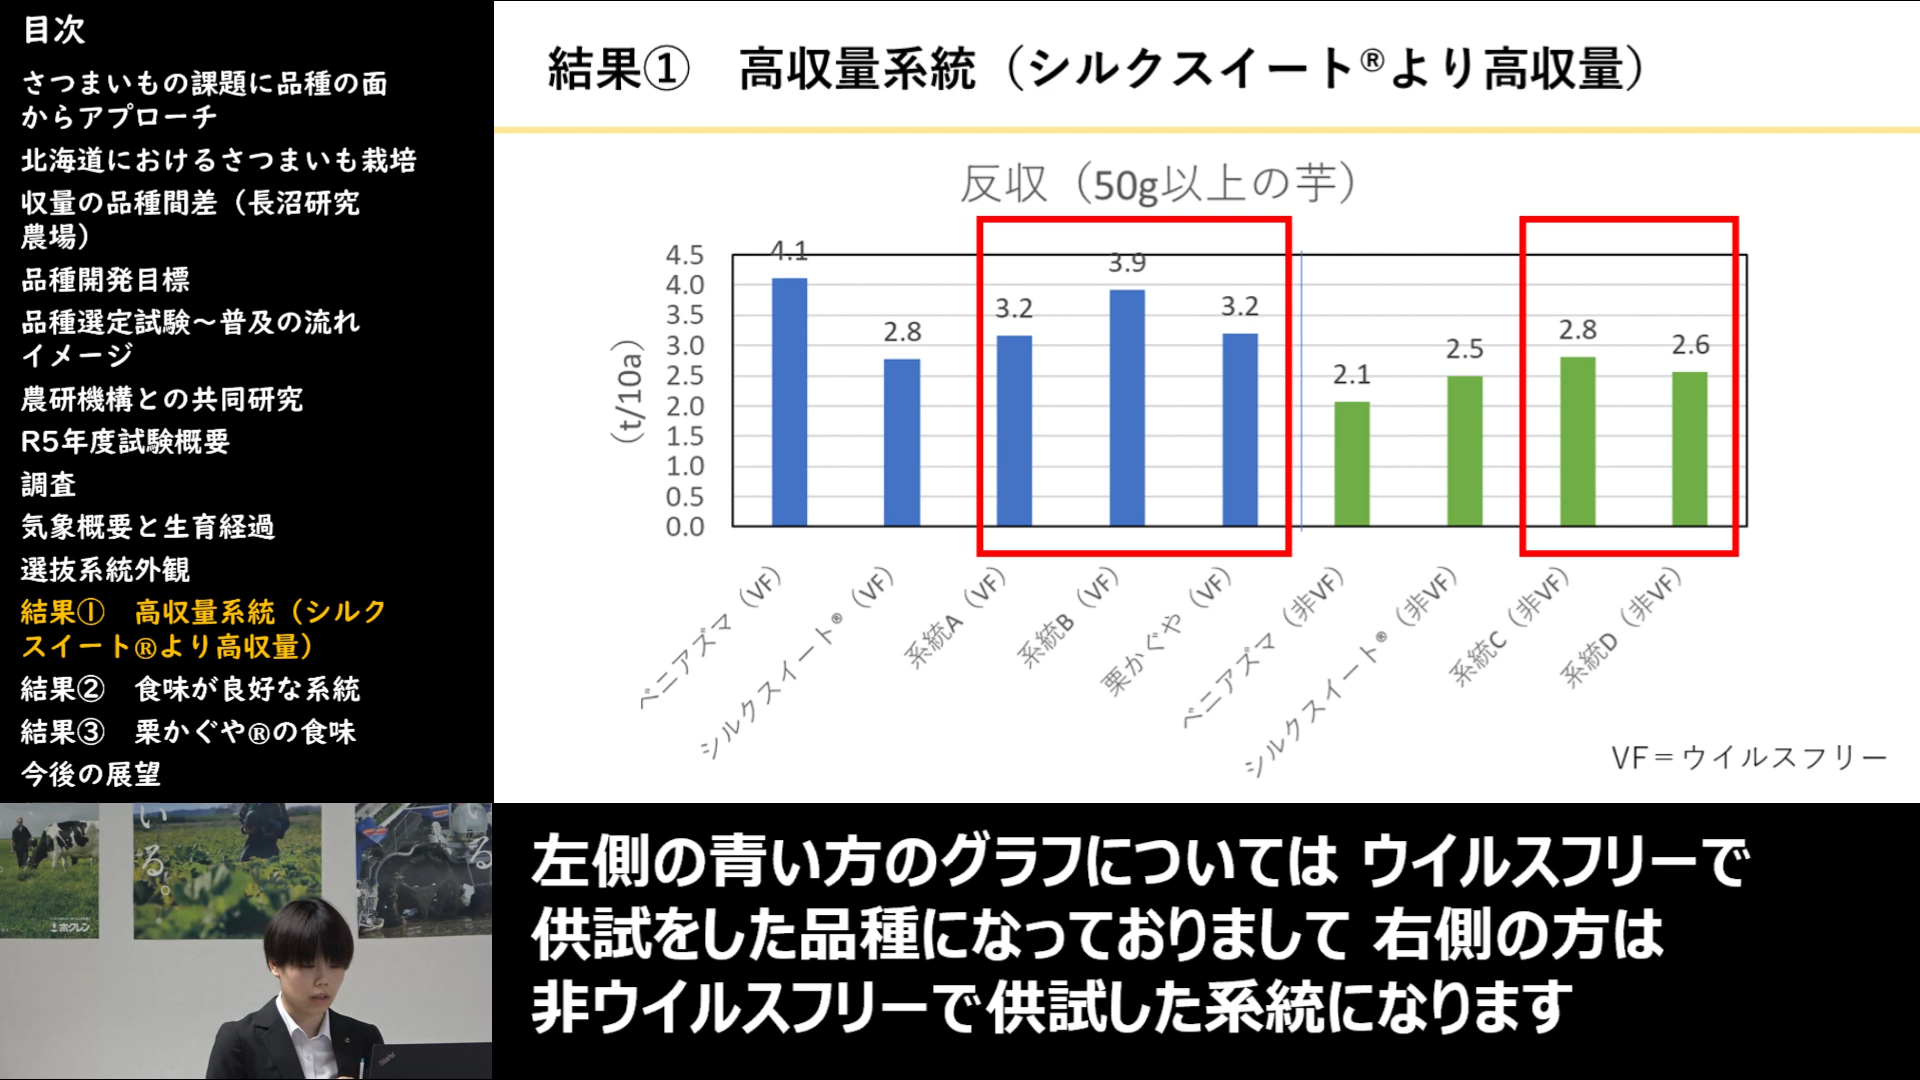 目次
さつまいもの課題に品種の面
からアプローチ
北海道におけるさつまいも栽培
収量の品種間差（長沼研究
農場）
品種開発目標
品種選定試験～普及の流れ
イメージ
農研機構との共同研究
R5年度試験概要
調査
気象概要と生育経過
選抜系統外観
結果①　高収量系統（シルク
スイート®より高収量）
結果②　食味が良好な系統
結果③　栗かぐや®の食味
今後の展望
結果①　高収量系統（シルクスイート®より高収量）
反収（50g以上の芋）
（t/10a）
4.5
4.0
3.5
3.0
2.5
2.0
1.5
1.0
0.5
0.0
4.1
2.8
3.2
3.9
3.2
2.1
2.5
2.8
2.6
ベニアズマ（VF）
シルクスイート®（VF）
系統A（VF）
系統B（VF）
栗かぐや（VF）
ベニアズマ（非VF）
シルクスイート®（非VF）
系統C（非VF）
系統D（非VF）
VF＝ウイルスフリー
い
る。
ホクレン
い
る
ThinkPad
左側の青い方のグラフについては ウイルスフリーで
供試をした品種になっておりまして 右側の方は
非ウイルスフリーで供試した系統になります